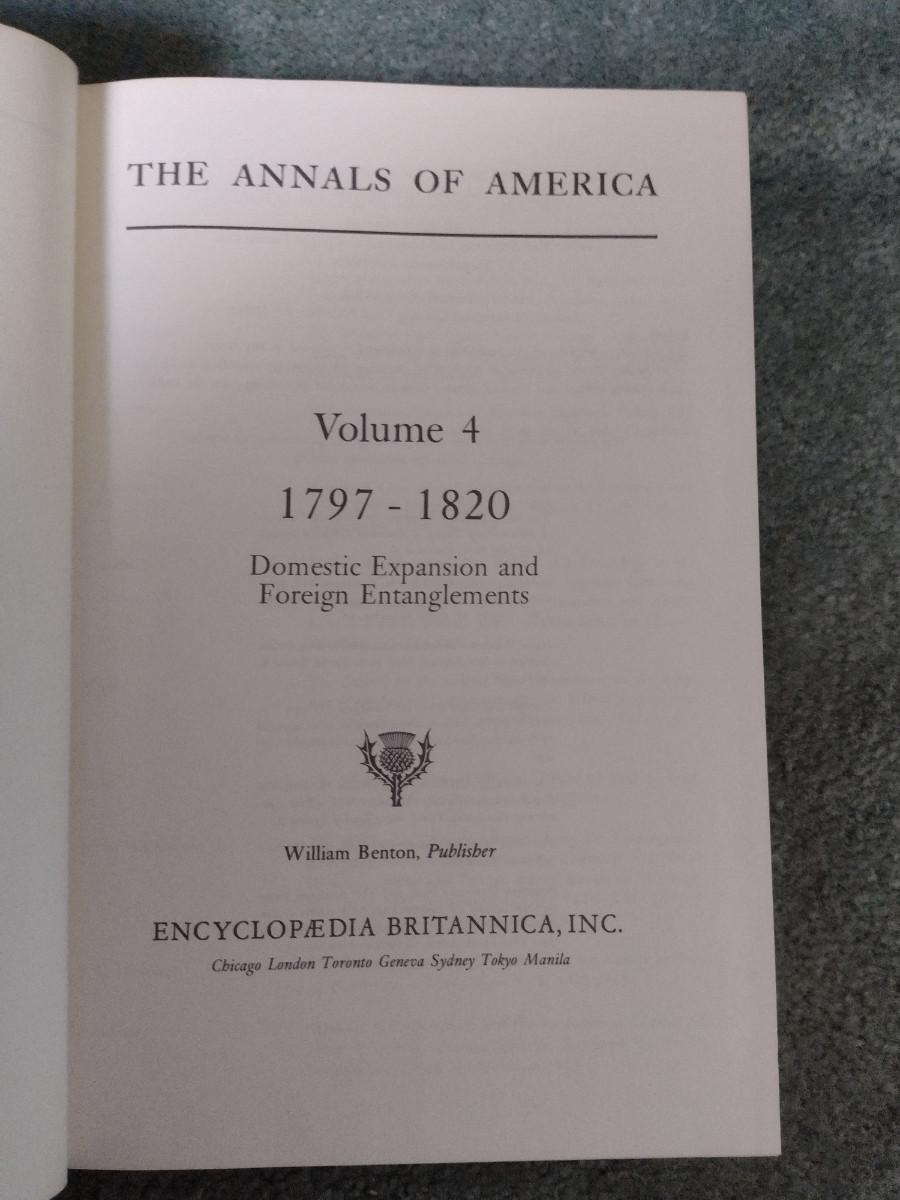 THE ANNALS OF AMERICA
Volume 4
1797 - 1820
Domestic Expansion and
Foreign Entanglements
William Benton, Publisher
ENCYCLOPÆDIA BRITANNICA, INC.
Chicago London Toronto Geneva Sydney Tokyo Manila